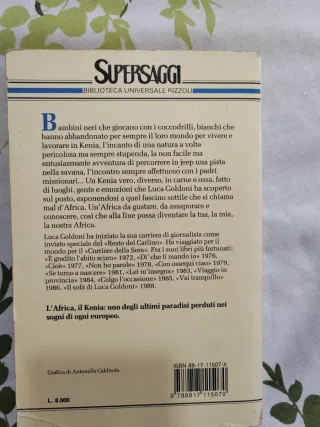 SUPERSAGGI
BIBLIOTECA UNIVERSALE RIZZOLI
Bambini neri che giocano con i coccodrilli, bianchi che
hanno abbandonato per sempre il loro mondo per vivere e
lavorare in Kenia, l'incanto di una natura a volte
pericolosa ma sempre stupenda, la non facile ma
entusiasmante avventura di percorrere in jeep una pista
nella savana, l'incontro sempre affettuoso con i padri
missionari... Un Kenia vero, diverso, in carne e ossa, fatto
di luoghi, gente e emozioni che Luca Goldoni ha scoperto
sul posto, esponendosi a quel fascino sottile che si chiama
mal d'Africa. Un'Africa da gustare, da assaporare e
conoscere, così che alla fine possa diventare la tua, la mia,
la nostra Africa.
Luca Goldoni ha iniziato la sua carriera di giornalista come
inviato speciale del «Resto del Carlino». Ha viaggiato per il
mondo per il «Corriere della Sera». Fra i suoi libri più fortunati:
«È gradito l'abito scuro» 1972, «Di' che ti mando io» 1976,
«Cioè» 1977, «Non ho parole» 1978, «Con ossequi ciao» 1979,
«Se torno a nascere» 1981, «Lei m'insegna» 1983, «Viaggio in
provincia» 1984, «Colgo l'occasione» 1985, «Vai tranquillo»
1986, «Il sofà di Luca Goldoni» 1988.
L'Africa, il Kenia: uno degli ultimi paradisi perduti nei
sogni di ogni europeo.
Grafica di Antonella Caldirola
L. 8.000
ISBN 88-17-11507-X
9 788817 115070